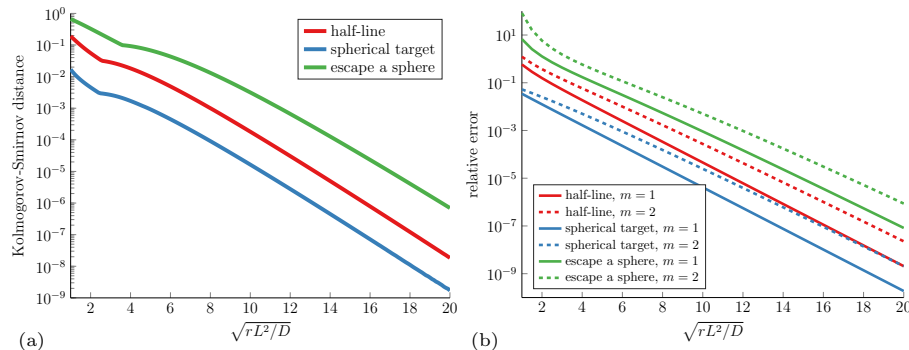 Kolmogorov-Smirnov distance
10^0
10^-1
10^-2
10^-3
10^-4
10^-5
10^-6
10^-7
10^-8
10^-9
half-line
spherical target
escape a sphere
2 4 6 8 10 12 14 16 18 20
√rL²/D
(a)
relative error
10^1
10^-1
10^-3
10^-5
10^-7
10^-9
half-line, m = 1
half-line, m = 2
spherical target, m = 1
spherical target, m = 2
escape a sphere, m = 1
escape a sphere, m = 2
2 4 6 8 10 12 14 16 18 20
√rL²/D
(b)